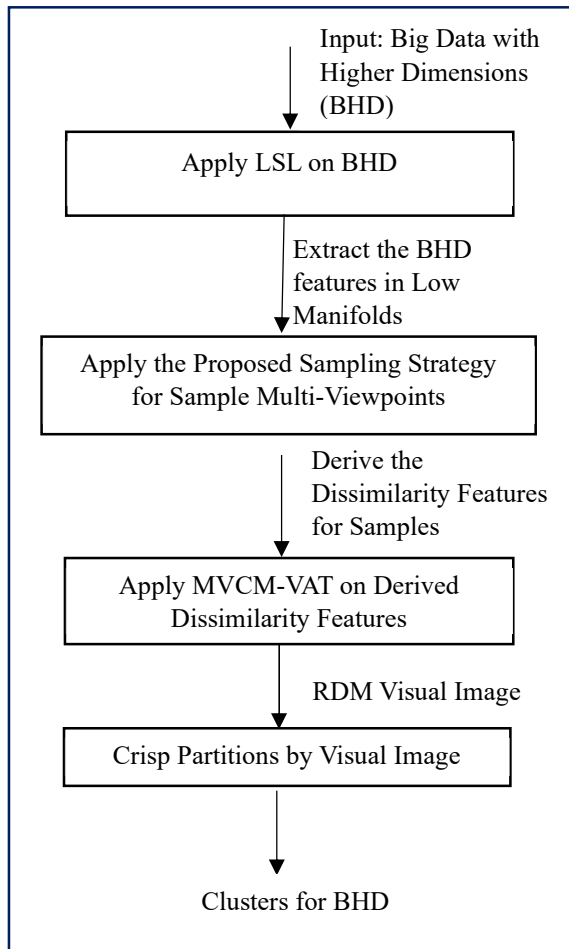 Input: Big Data with
Higher Dimensions
(BHD)
Apply LSL on BHD
Extract the BHD
features in Low
Manifolds
Apply the Proposed Sampling Strategy
for Sample Multi-Viewpoints
Derive the
Dissimilarity Features
for Samples
Apply MVCM-VAT on Derived
Dissimilarity Features
RDM Visual Image
Crisp Partitions by Visual Image
Clusters for BHD